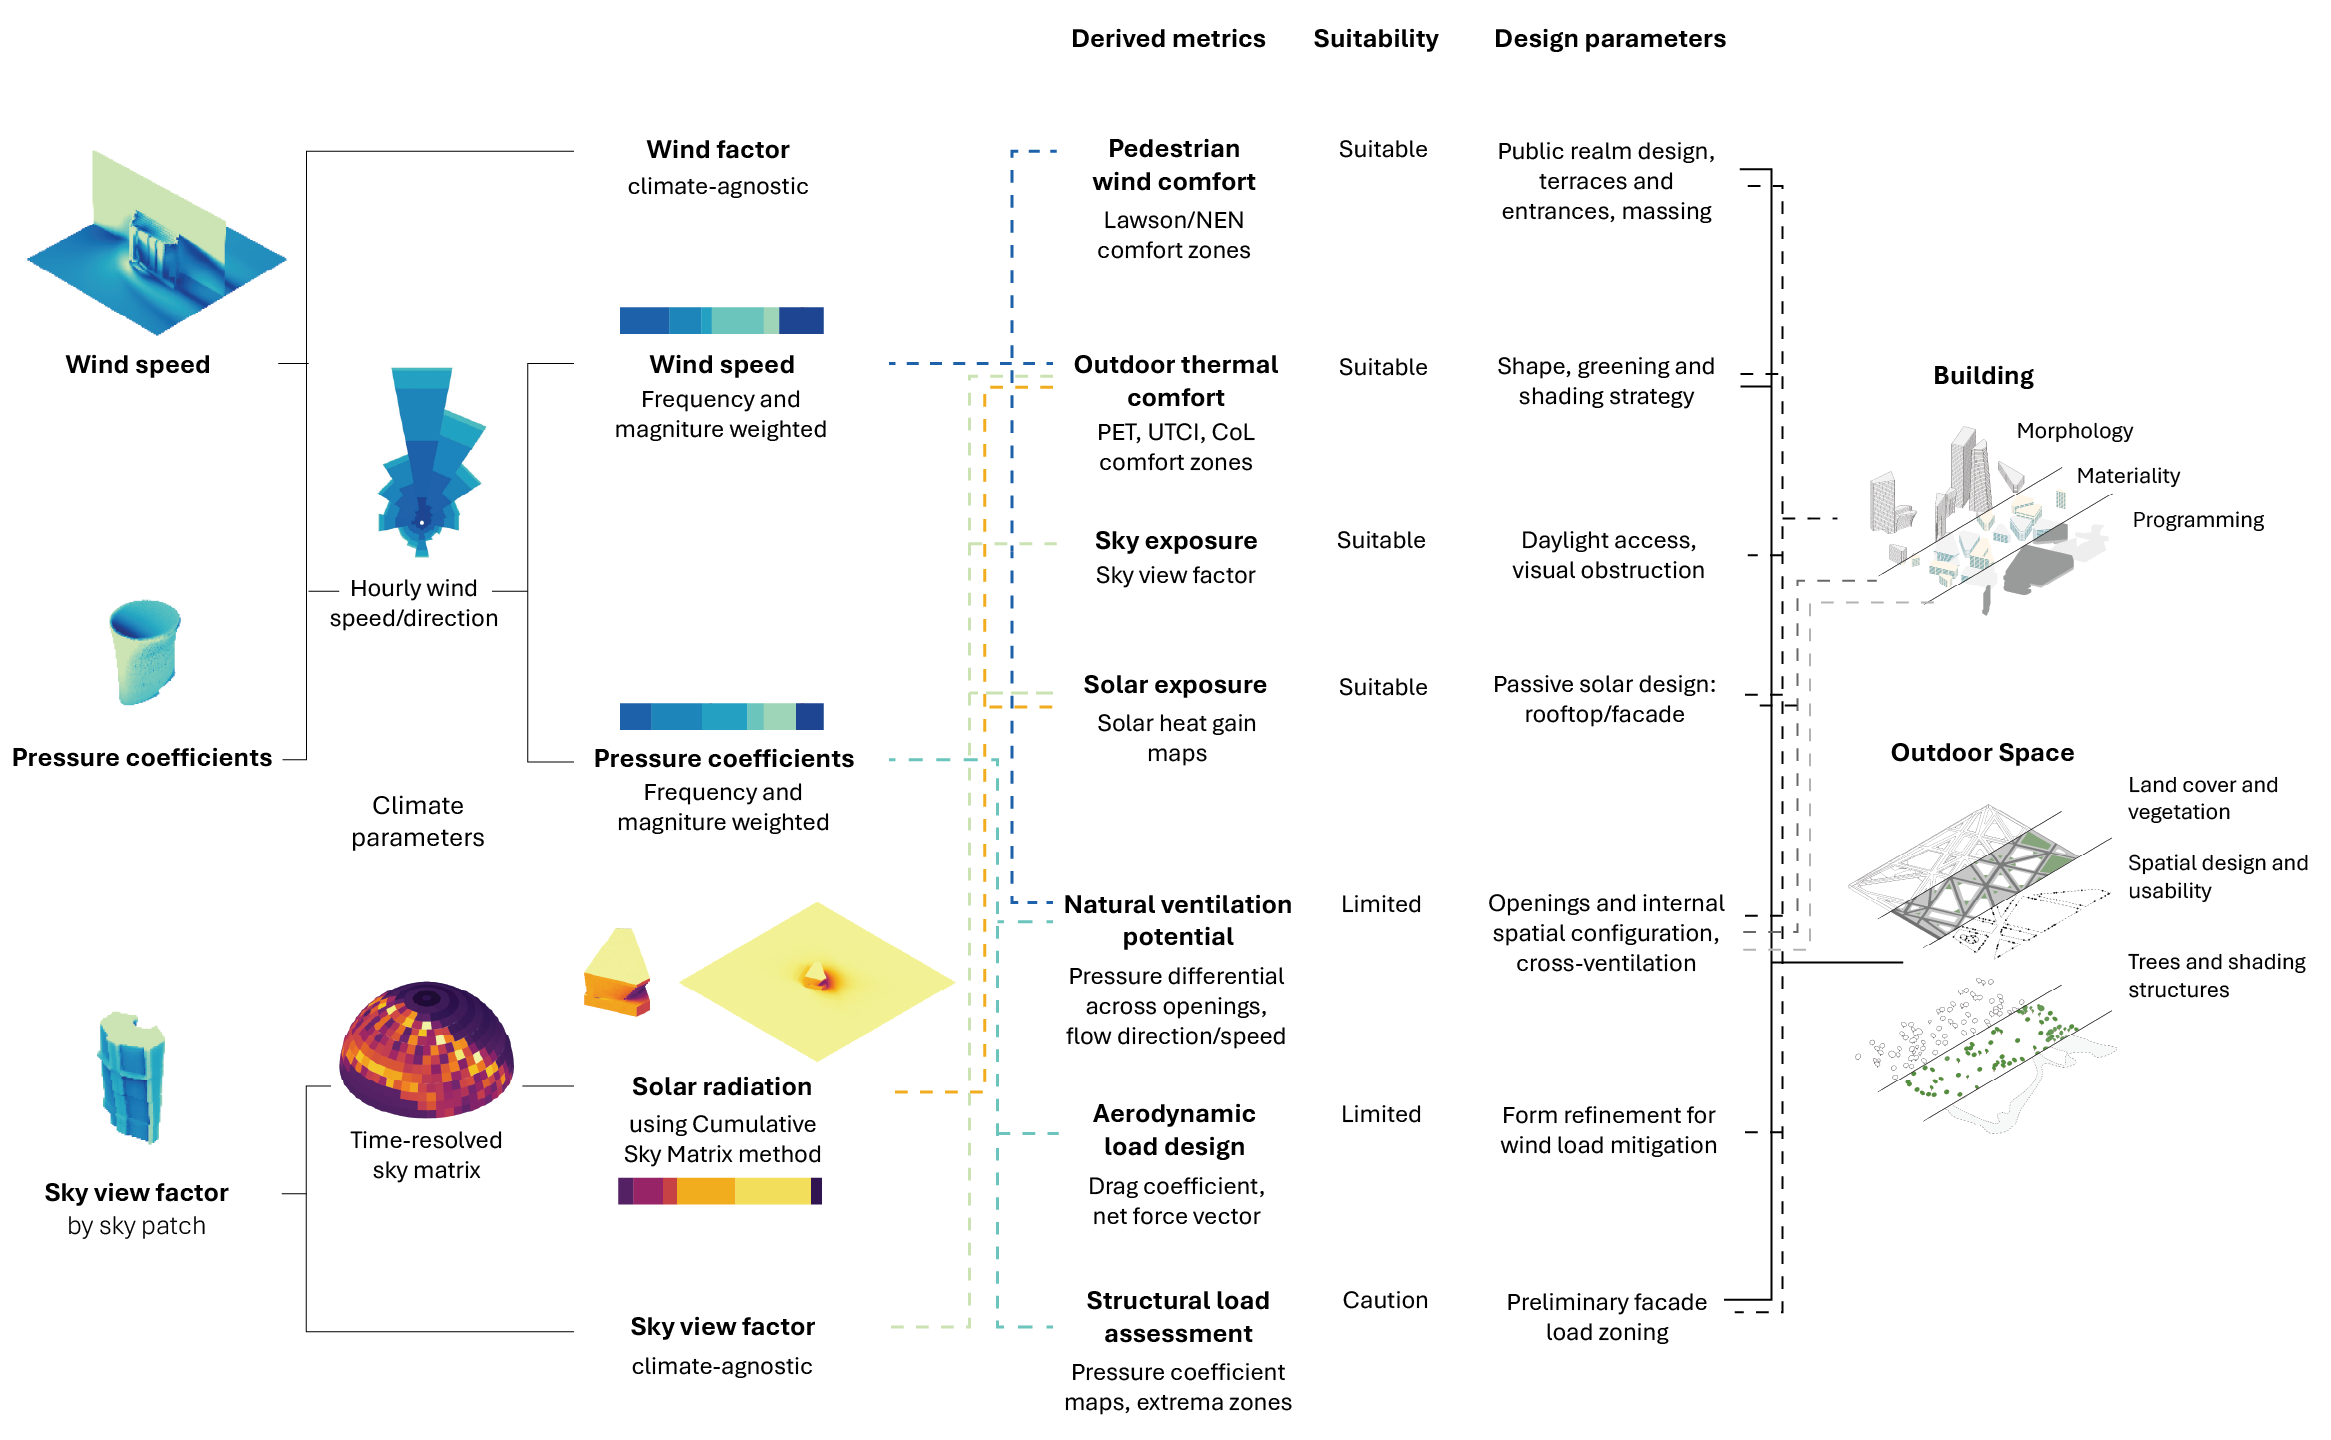 Derived metrics
Suitability
Design parameters
Wind speed
Pressure coefficients
Sky view factor
by sky patch
Hourly wind
speed/direction
Climate
parameters
Time-resolved
sky matrix
Wind factor
climate-agnostic
Wind speed
Frequency and
magniture weighted
Pressure coefficients
Frequency and
magniture weighted
Solar radiation
using Cumulative
Sky Matrix method
Sky view factor
climate-agnostic
Pedestrian
wind comfort
Lawson/NEN
comfort zones
Suitable
Public realm design,
terraces and
entrances, massing
Outdoor thermal
comfort
PET, UTCI, CoL
comfort zones
Suitable
Shape, greening and
shading strategy
Sky exposure
Sky view factor
Suitable
Daylight access,
visual obstruction
Solar exposure
Solar heat gain
maps
Suitable
Passive solar design:
rooftop/facade
Natural ventilation
potential
Pressure differential
across openings,
flow direction/speed
Limited
Openings and internal
spatial configuration,
cross-ventilation
Aerodynamic
load design
Drag coefficient,
net force vector
Limited
Form refinement for
wind load mitigation
Structural load
assessment
Pressure coefficient
maps, extrema zones
Caution
Preliminary facade
load zoning
Building
Morphology
Materiality
Programming
Outdoor Space
Land cover and
vegetation
Spatial design and
usability
Trees and shading
structures